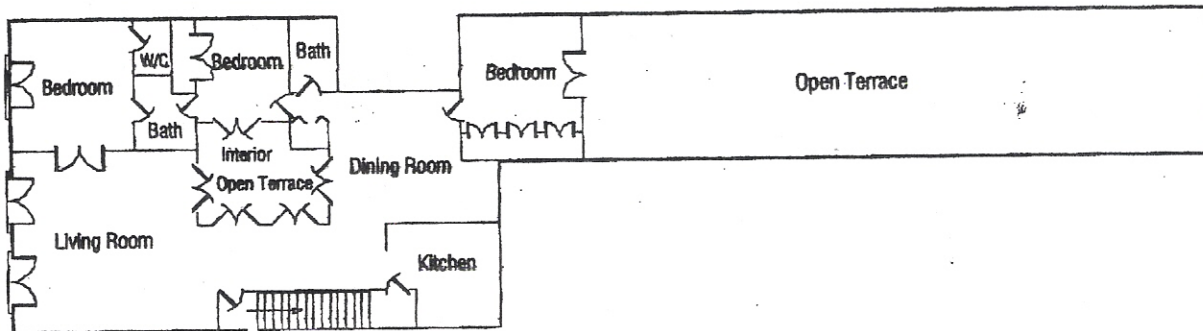 W/C
Bedroom
Bath
Bedroom
Bedroom
Open Terrace
Bath
Interior
Open Terrace
Dining Room
Living Room
Kitchen